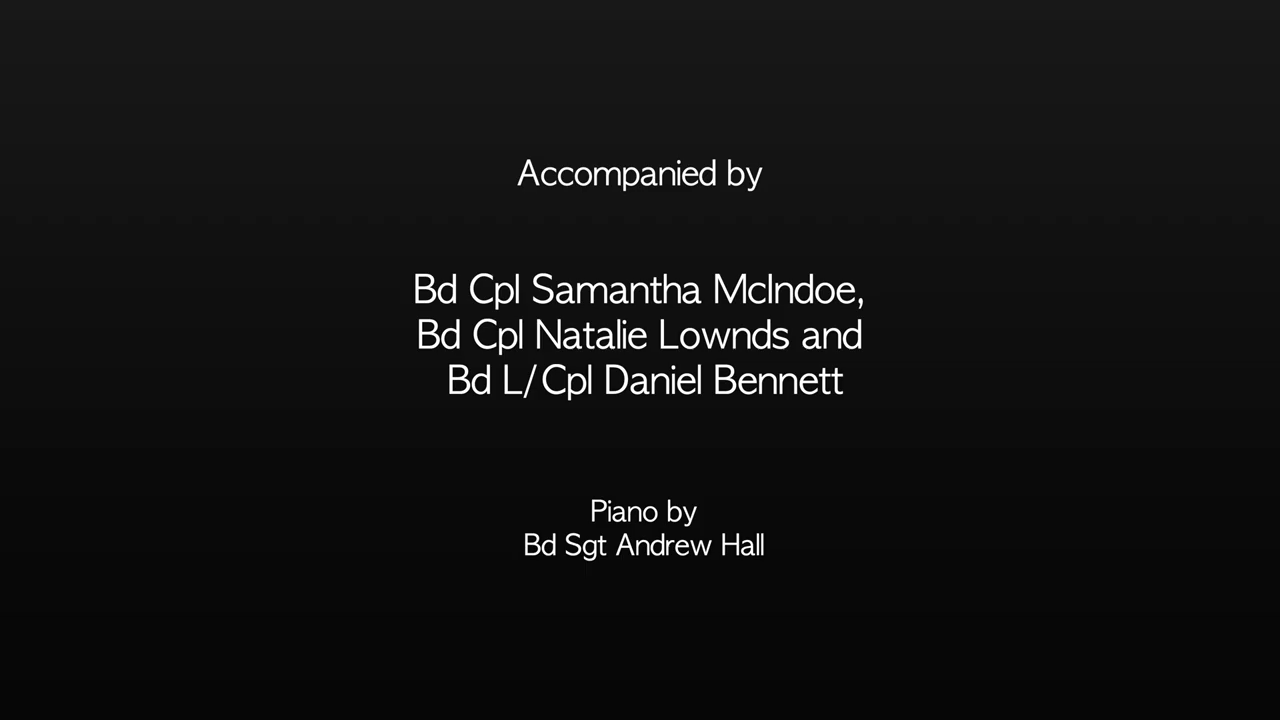 Accompanied by
Bd Cpl Samantha McIndoe,
Bd Cpl Natalie Lownds and
Bd L/Cpl Daniel Bennett
Piano by
Bd Sgt Andrew Hall